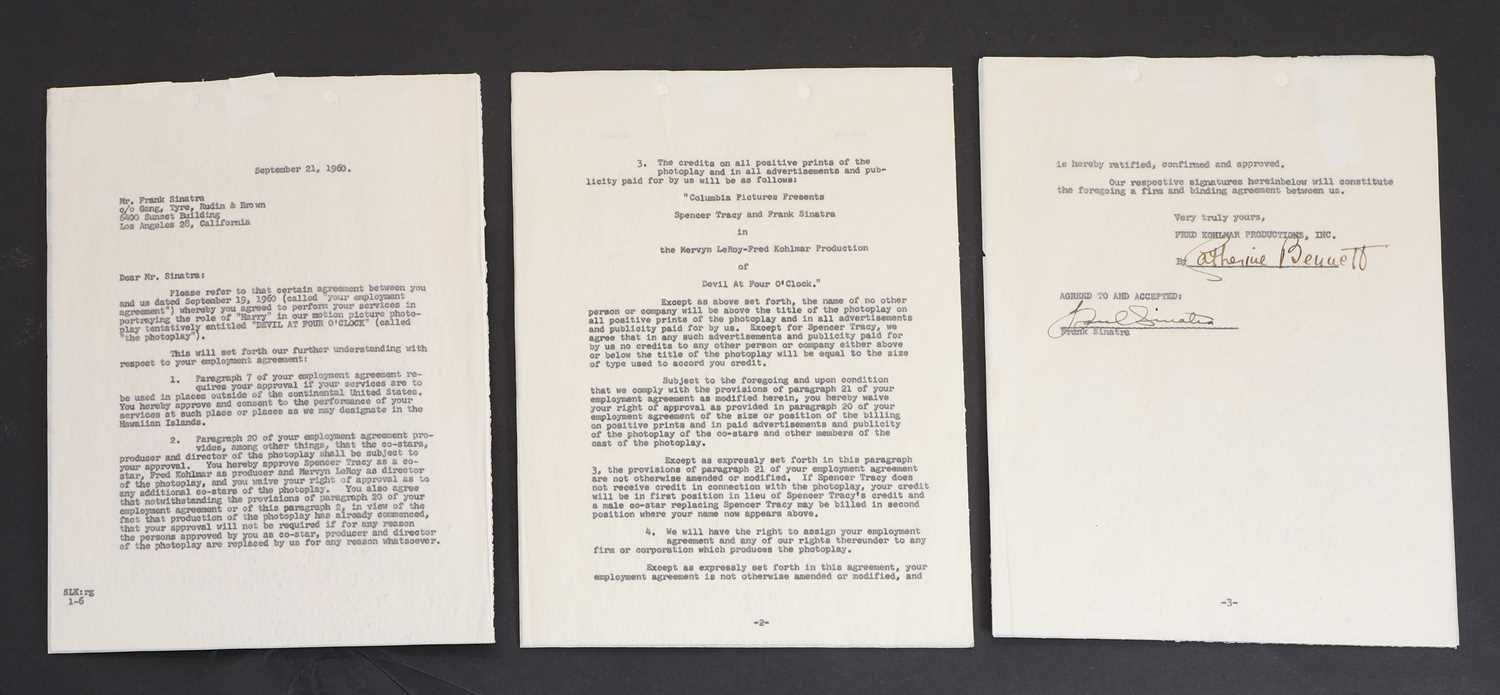 September 21, 1960.
Mr. Frank Sinatra
c/o Gang, Tyre, Rudin & Brown
6400 Sunset Building
Los Angeles 28, California
Dear Mr. Sinatra:
Please refer to that certain agreement between you
and us dated September 19, 1960 (called "your employment
agreement") whereby you agreed to perform your services in
portraying the role of "Harry" in our motion picture photo-
play tentatively entitled "DEVIL AT FOUR O'CLOCK" (called
"the photoplay").
This will set forth our further understanding with
respect to your employment agreement:
1. Paragraph 7 of your employment agreement re-
quires your approval if your services are to
be used in places outside of the continental United States.
You hereby approve and consent to the performance of your
services at such place or places as we may designate in the
Hawaiian Islands.
2. Paragraph 20 of your employment agreement pro-
vides, among other things, that the co-stars,
producer and director of the photoplay shall be subject to
your approval. You hereby approve Spencer Tracy as a co-
star, Fred Kohlmar as producer and Mervyn LeRoy as director
of the photoplay, and you waive your right of approval as to
any additional co-stars of the photoplay. You also agree
that notwithstanding the provisions of paragraph 20 of your
employment agreement or of this paragraph 2, in view of the
fact that production of the photoplay has already commenced,
that your approval will not be required if for any reason
the persons approved by you as co-star, producer and director
of the photoplay are replaced by us for any reason whatsoever.
SLK:rg
1-6
3. The credits on all positive prints of the
photoplay and in all advertisements and pub-
licity paid for by us will be as follows:
"Columbia Pictures Presents
Spencer Tracy and Frank Sinatra
in
the Mervyn LeRoy-Fred Kohlmar Production
of
Devil At Four O'Clock."
Except as above set forth, the name of no other
person or company will be above the title of the photoplay on
all positive prints of the photoplay and in all advertisements
and publicity paid for by us. Except for Spencer Tracy, we
agree that in any such advertisements and publicity paid for
by us no credits to any other person or company either above
or below the title of the photoplay will be equal to the size
of type used to accord you credit.
Subject to the foregoing and upon condition
that we comply with the provisions of paragraph 21 of your
employment agreement as modified herein, you hereby waive
your right of approval as provided in paragraph 20 of your
employment agreement of the size or position of the billing
on positive prints and in paid advertisements and publicity
of the photoplay of the co-stars and other members of the
cast of the photoplay.
Except as expressly set forth in this paragraph
3, the provisions of paragraph 21 of your employment agreement
are not otherwise amended or modified. If Spencer Tracy does
not receive credit in connection with the photoplay, your credit
will be in first position in lieu of Spencer Tracy's credit and
a male co-star replacing Spencer Tracy may be billed in second
position where your name now appears above.
4. We will have the right to assign your employment
agreement and any of our rights thereunder to any
firm or corporation which produces the photoplay.
Except as expressly set forth in this agreement, your
employment agreement is not otherwise amended or modified, and
-2-
is hereby ratified, confirmed and approved.
Our respective signatures hereinbelow will constitute
the foregoing a firm and binding agreement between us.
Very truly yours,
FRED KOHLMAR PRODUCTIONS, INC.
By Catherine Bennett
AGREED TO AND ACCEPTED:
Frank Sinatra
Frank Sinatra
-3-